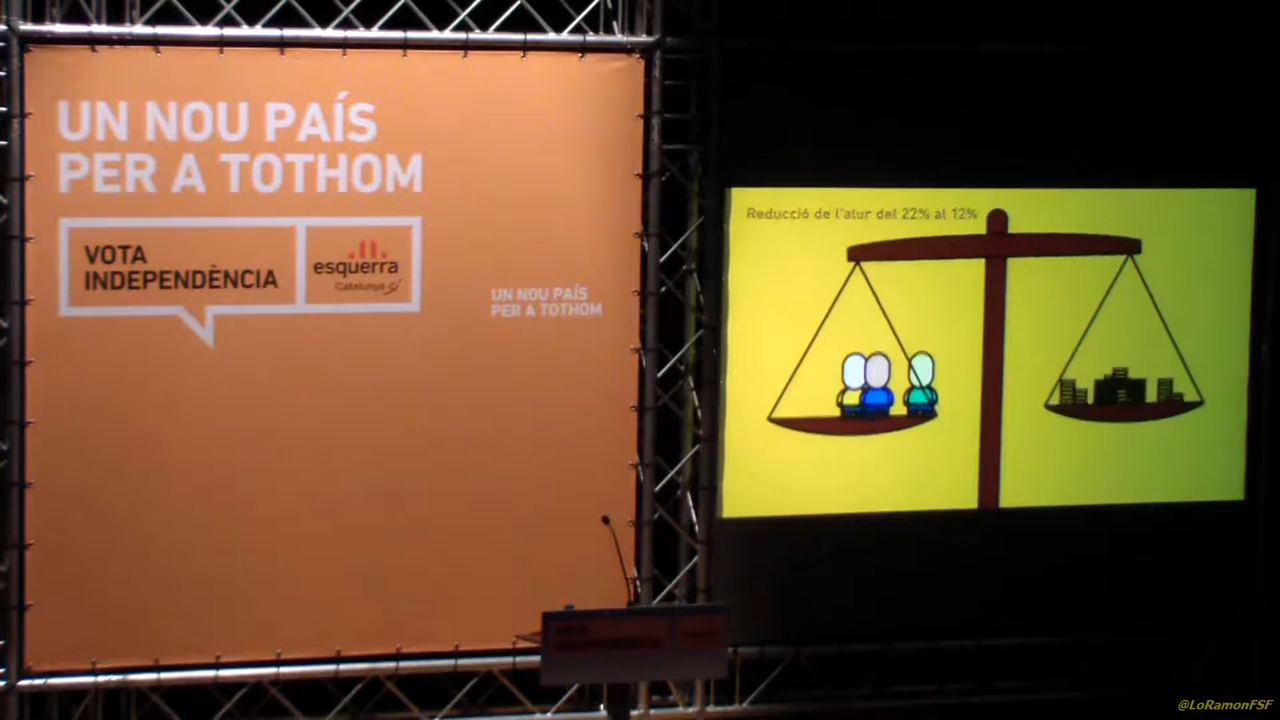 UN NOU PAÍS
PER A TOTHOM
VOTA
INDEPENDÈNCIA
esquerra
Catalunya Sí
UN NOU PAÍS
PER A TOTHOM
Reducció de l'atur del 22% al 12%
@LoRamonFSF